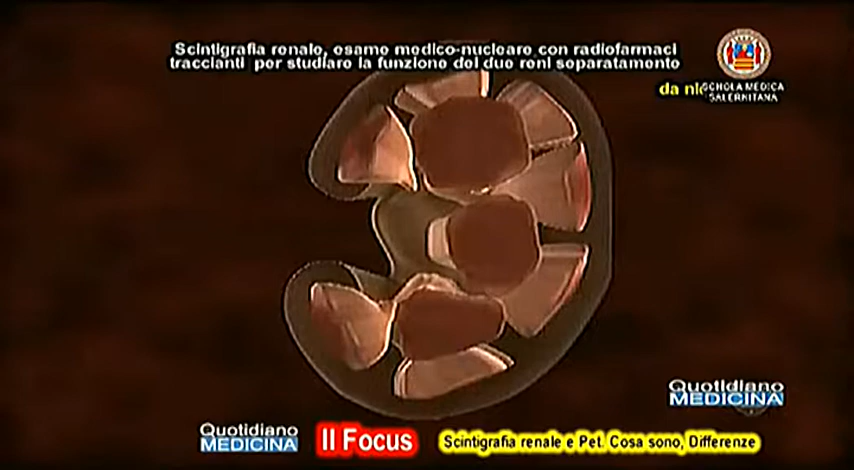 Scintigrafia renale, esame medico-nucleare con radiofarmaci
traccianti per studiare la funzione dei due reni separatamente
da
SCHOLA MEDICA
SALERNITANA
Quotidiano
MEDICINA
Quotidiano
MEDICINA
Il Focus
Scintigrafia renale e Pet. Cosa sono, Differenze